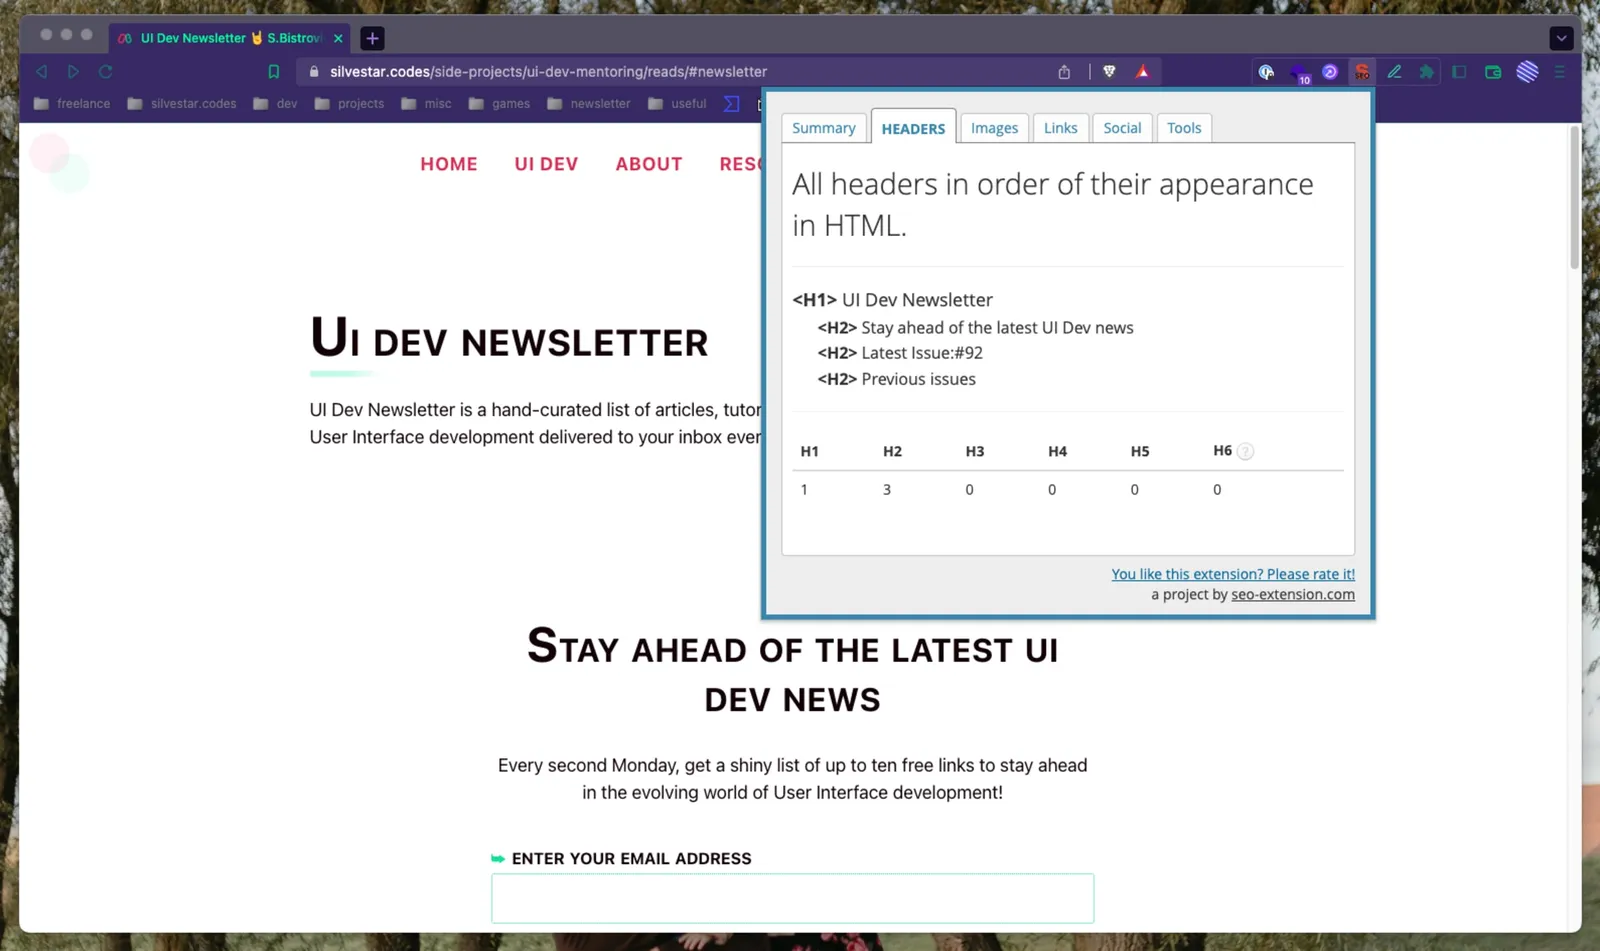 UI Dev Newsletter 🤘 S.Bistrovi
silvestar.codes/side-projects/ui-dev-mentoring/reads/#newsletter
10
SEO
freelance silvestar.codes dev projects misc games newsletter useful
HOME UI DEV ABOUT
UI DEV NEWSLETTER
UI Dev Newsletter is a hand-curated list of articles,
User Interface development delivered to your inbox
Summary HEADERS Images Links Social Tools
All headers in order of their appearance
in HTML.
<H1> UI Dev Newsletter
<H2> Stay ahead of the latest UI Dev news
<H2> Latest Issue:#92
<H2> Previous issues
H1 H2 H3 H4 H5 H6 ?
1 3 0 0 0 0
You like this extension? Please rate it!
a project by seo-extension.com
STAY AHEAD OF THE LATEST UI
DEV NEWS
Every second Monday, get a shiny list of up to ten free links to stay ahead
in the evolving world of User Interface development!
ENTER YOUR EMAIL ADDRESS